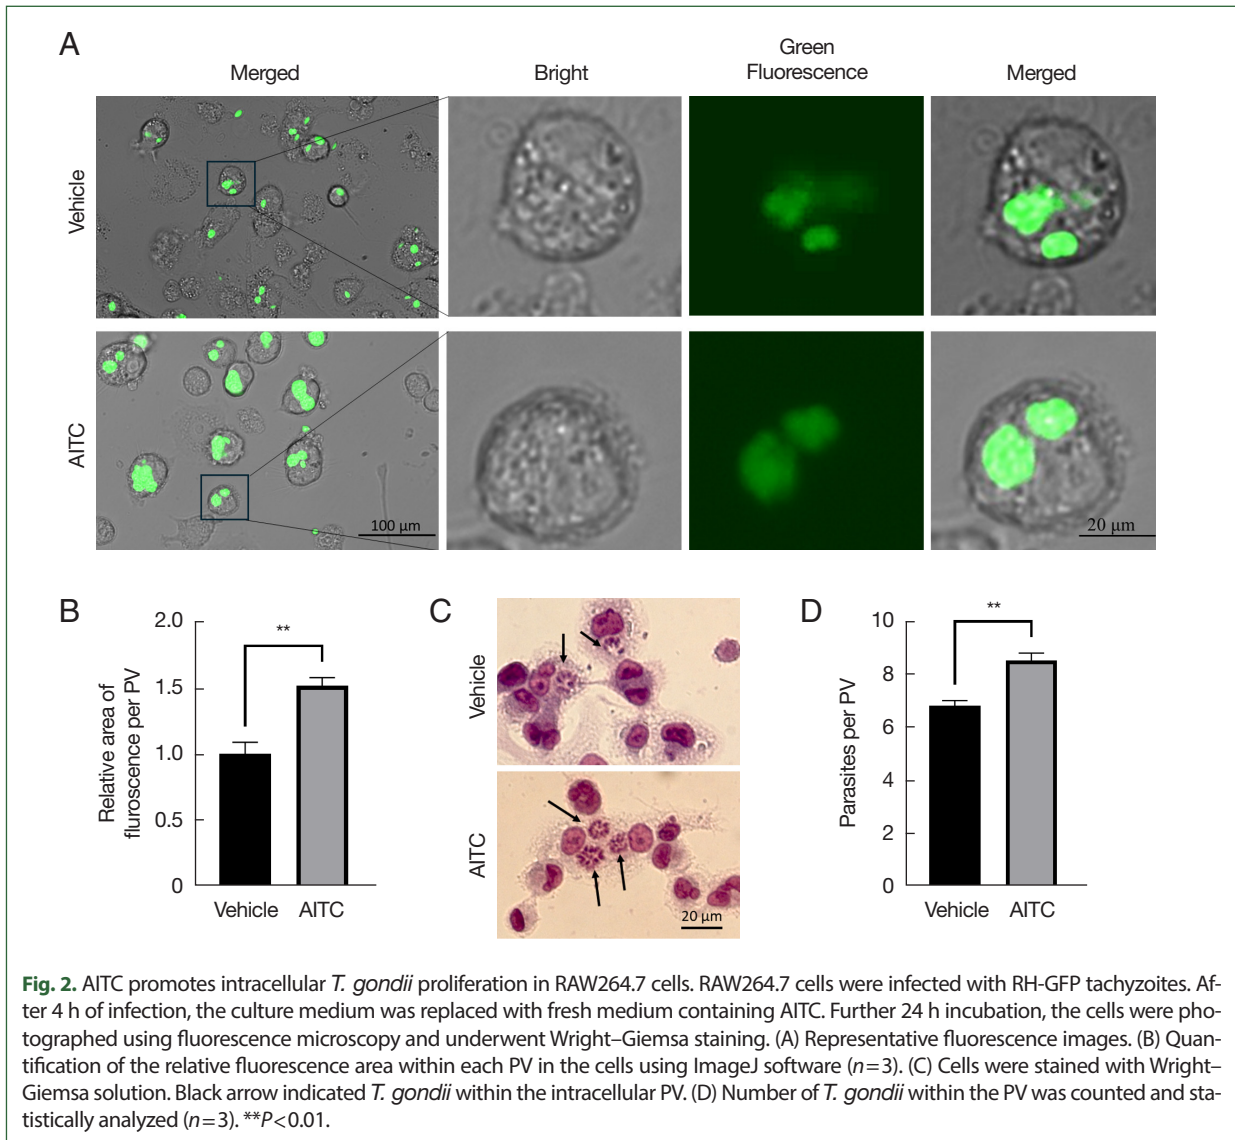 A
Merged
Bright
Green
Fluorescence
Merged
Vehicle
AITC
100 µm
20 µm
B
Relative area of
fluroscence per PV
2.0
1.5
1.0
0.5
0
**
Vehicle
AITC
C
Vehicle
AITC
20 µm
D
Parasites per PV
10
8
6
4
2
0
**
Vehicle
AITC
Fig. 2. AITC promotes intracellular T. gondii proliferation in RAW264.7 cells. RAW264.7 cells were infected with RH-GFP tachyzoites. Af-
ter 4 h of infection, the culture medium was replaced with fresh medium containing AITC. Further 24 h incubation, the cells were pho-
tographed using fluorescence microscopy and underwent Wright–Giemsa staining. (A) Representative fluorescence images. (B) Quan-
tification of the relative fluorescence area within each PV in the cells using ImageJ software (n=3). (C) Cells were stained with Wright–
Giemsa solution. Black arrow indicated T. gondii within the intracellular PV. (D) Number of T. gondii within the PV was counted and sta-
tistically analyzed (n=3). **P<0.01.